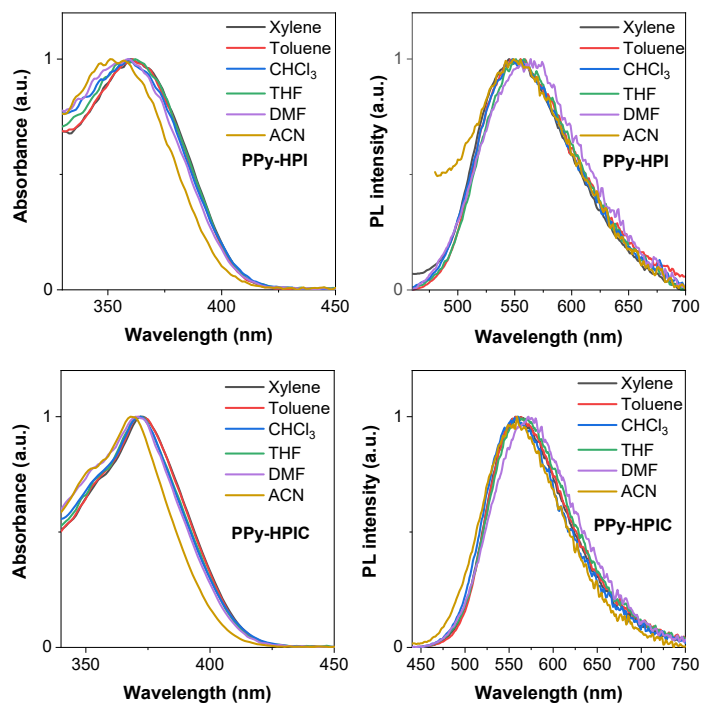 Xylene
Toluene
CHCl₃
THF
DMF
ACN
PPy-HPI
1
0
350
400
450
Absorbance (a.u.)
Wavelength (nm)
Xylene
Toluene
CHCl₃
THF
DMF
ACN
PPy-HPI
1
0
500
550
600
650
700
PL intensity (a.u.)
Wavelength (nm)
Xylene
Toluene
CHCl₃
THF
DMF
ACN
PPy-HPIC
1
0
350
400
450
Absorbance (a.u.)
Wavelength (nm)
Xylene
Toluene
CHCl₃
THF
DMF
ACN
PPy-HPIC
1
0
450
500
550
600
650
700
750
PL intensity (a.u.)
Wavelength (nm)